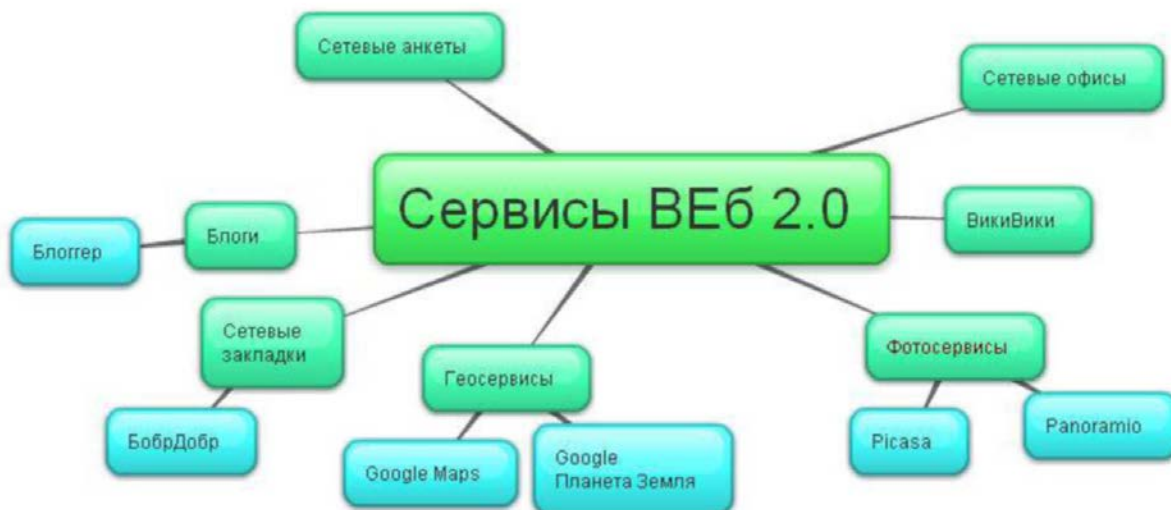 Сетевые анкеты
Сетевые офисы
Сервисы ВЕб 2.0
ВикиВики
Блоги
Блоггер
Сетевые
закладки
Фотосервисы
Геосервисы
БобрДобр
Google Maps
Google
Планета Земля
Picasa
Panoramio